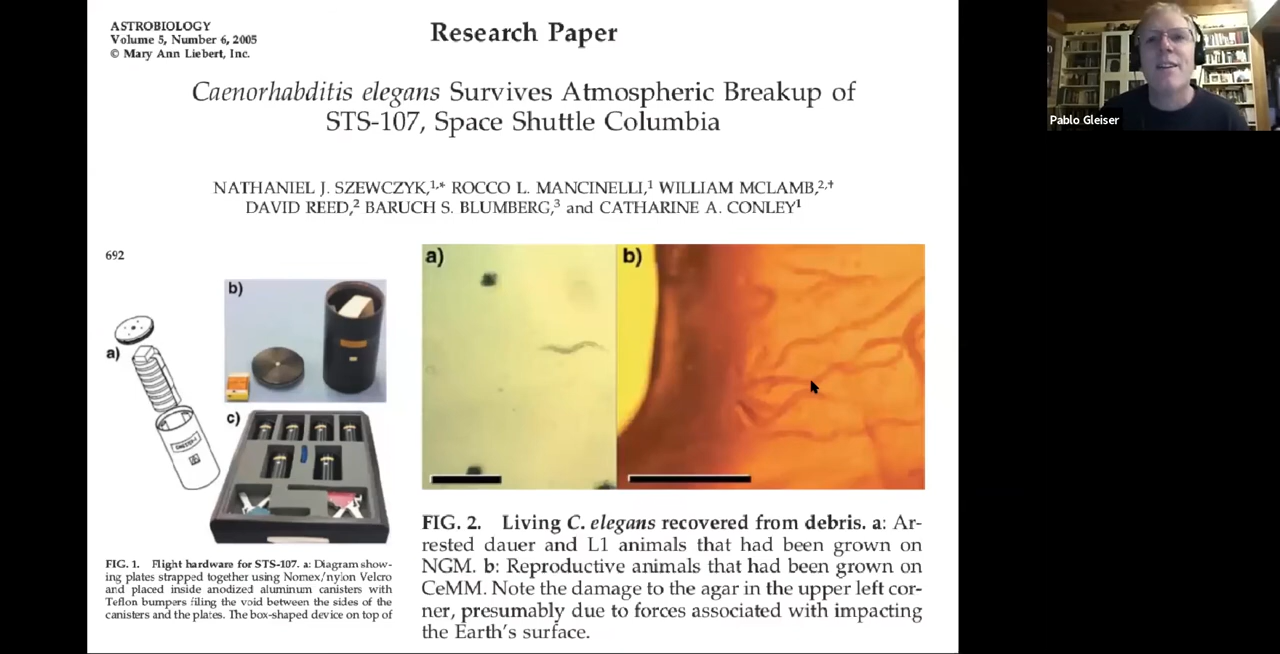 ASTROBIOLOGY
Volume 5, Number 6, 2005
© Mary Ann Liebert, Inc.
Research Paper
Caenorhabditis elegans Survives Atmospheric Breakup of
STS-107, Space Shuttle Columbia
NATHANIEL J. SZEWCZYK,1,* ROCCO L. MANCINELLI,1 WILLIAM MCLAMB,2,†
DAVID REED,2 BARUCH S. BLUMBERG,3 and CATHARINE A. CONLEY1
692
a)
b)
c)
FIG. 1. Flight hardware for STS-107. a: Diagram show-
ing plates strapped together using Nomex/nylon Velcro
and placed inside anodized aluminum canisters with
Teflon bumpers filing the void between the sides of the
canisters and the plates. The box-shaped device on top of
a)
b)
FIG. 2. Living C. elegans recovered from debris. a: Ar-
rested dauer and L1 animals that had been grown on
NGM. b: Reproductive animals that had been grown on
CeMM. Note the damage to the agar in the upper left cor-
ner, presumably due to forces associated with impacting
the Earth's surface.
Pablo Gleiser